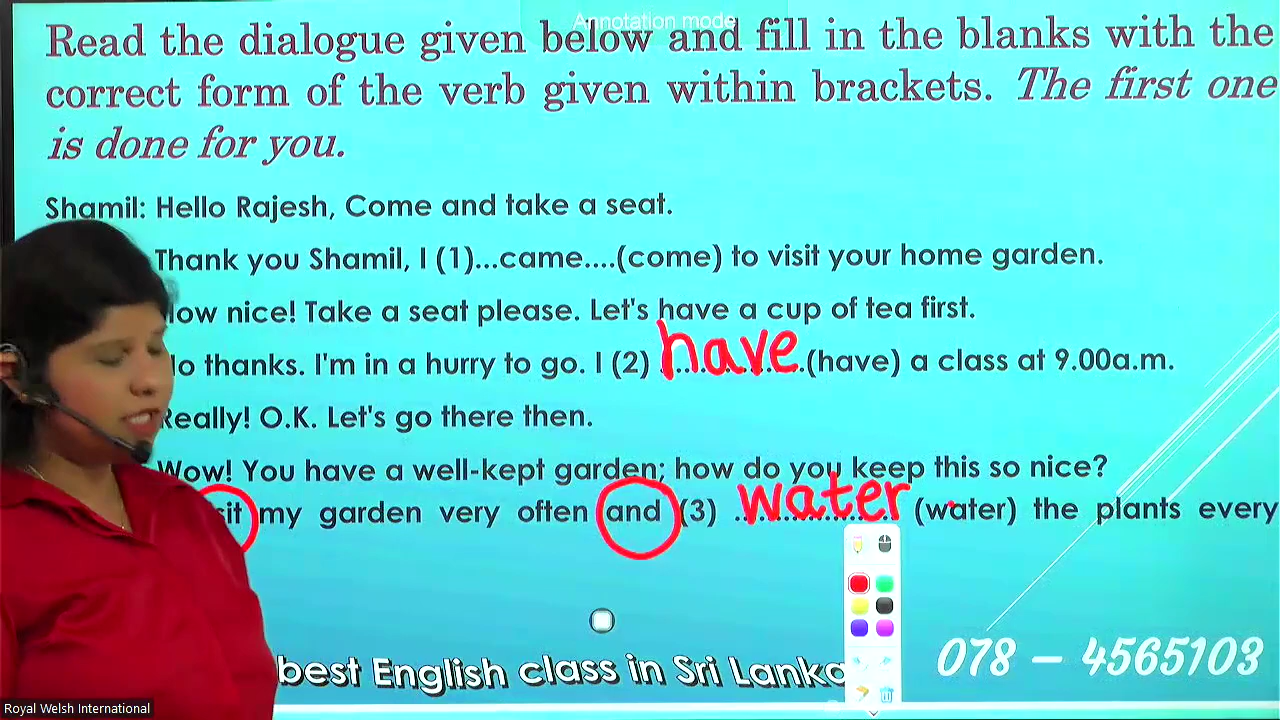 Annotation mode
Read the dialogue given below and fill in the blanks with the
correct form of the verb given within brackets. The first one
is done for you.
Shamil: Hello Rajesh, Come and take a seat.
Thank you Shamil, I (1)...came....(come) to visit your home garden.
How nice! Take a seat please. Let's have a cup of tea first.
No thanks. I'm in a hurry to go. I (2) have (have) a class at 9.00a.m.
Really! O.K. Let's go there then.
Wow! You have a well-kept garden; how do you keep this so nice?
my garden very often and (3) water (water) the plants every
best English class in Sri Lanka
078 – 4565103
Royal Welsh International